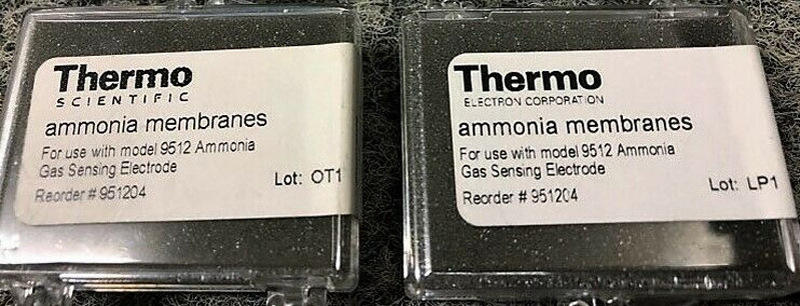 Thermo
SCIENTIFIC
ammonia membranes
For use with model 9512 Ammonia
Gas Sensing Electrode
Lot: OT1
Reorder # 951204
Thermo
ELECTRON CORPORATION
ammonia membranes
For use with model 9512 Ammonia
Gas Sensing Electrode
Lot: LP1
Reorder # 951204